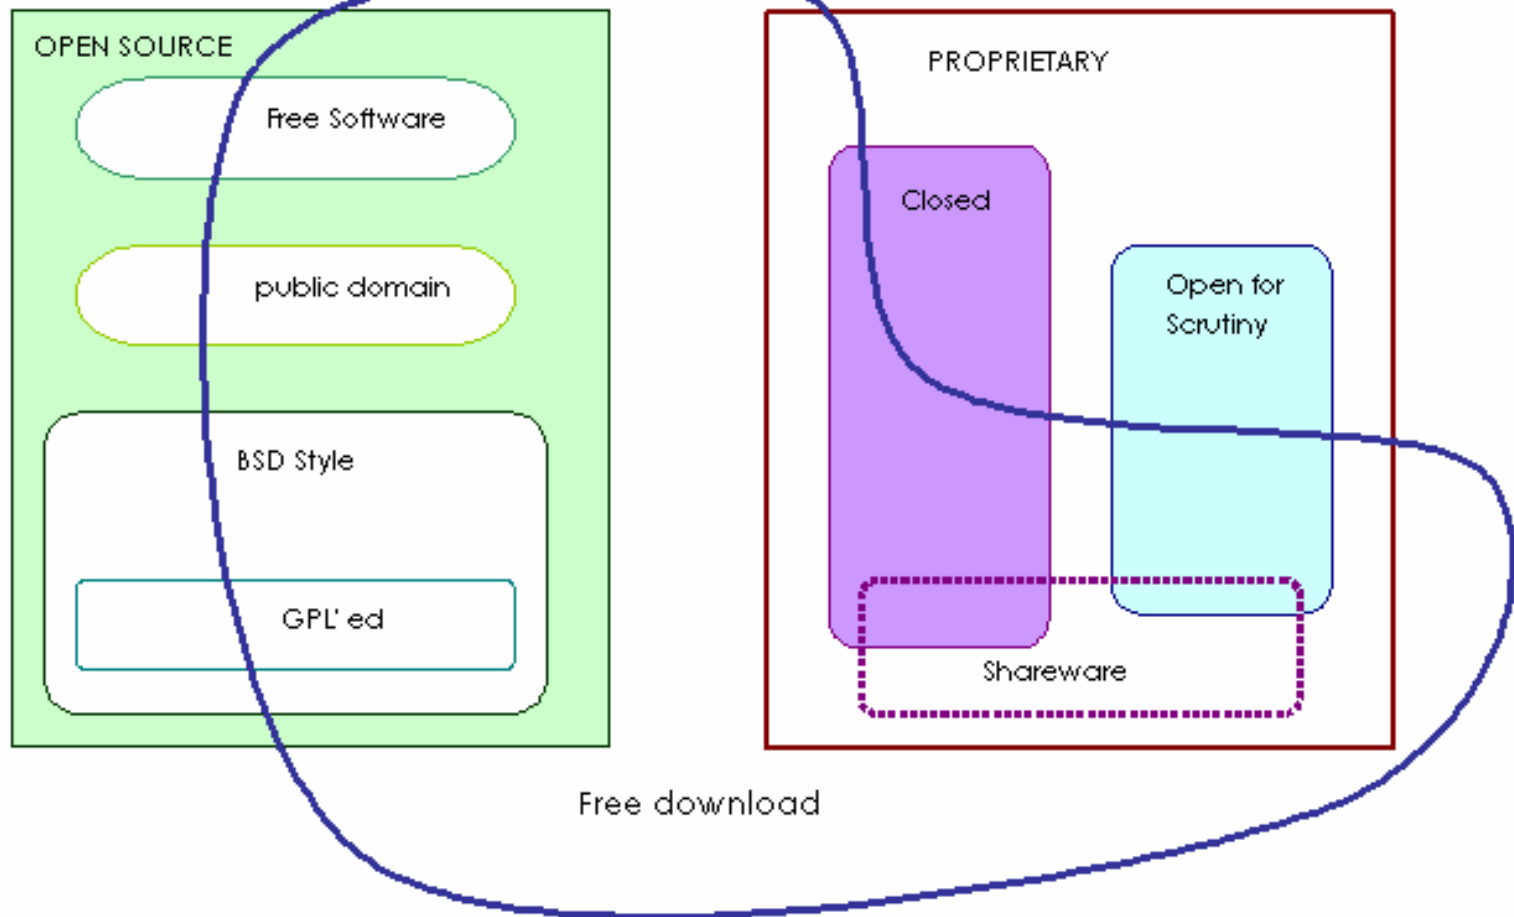 OPEN SOURCE
Free Software
public domain
BSD Style
GPL' ed
PROPRIETARY
Closed
Open for
Scrutiny
Shareware
Free download